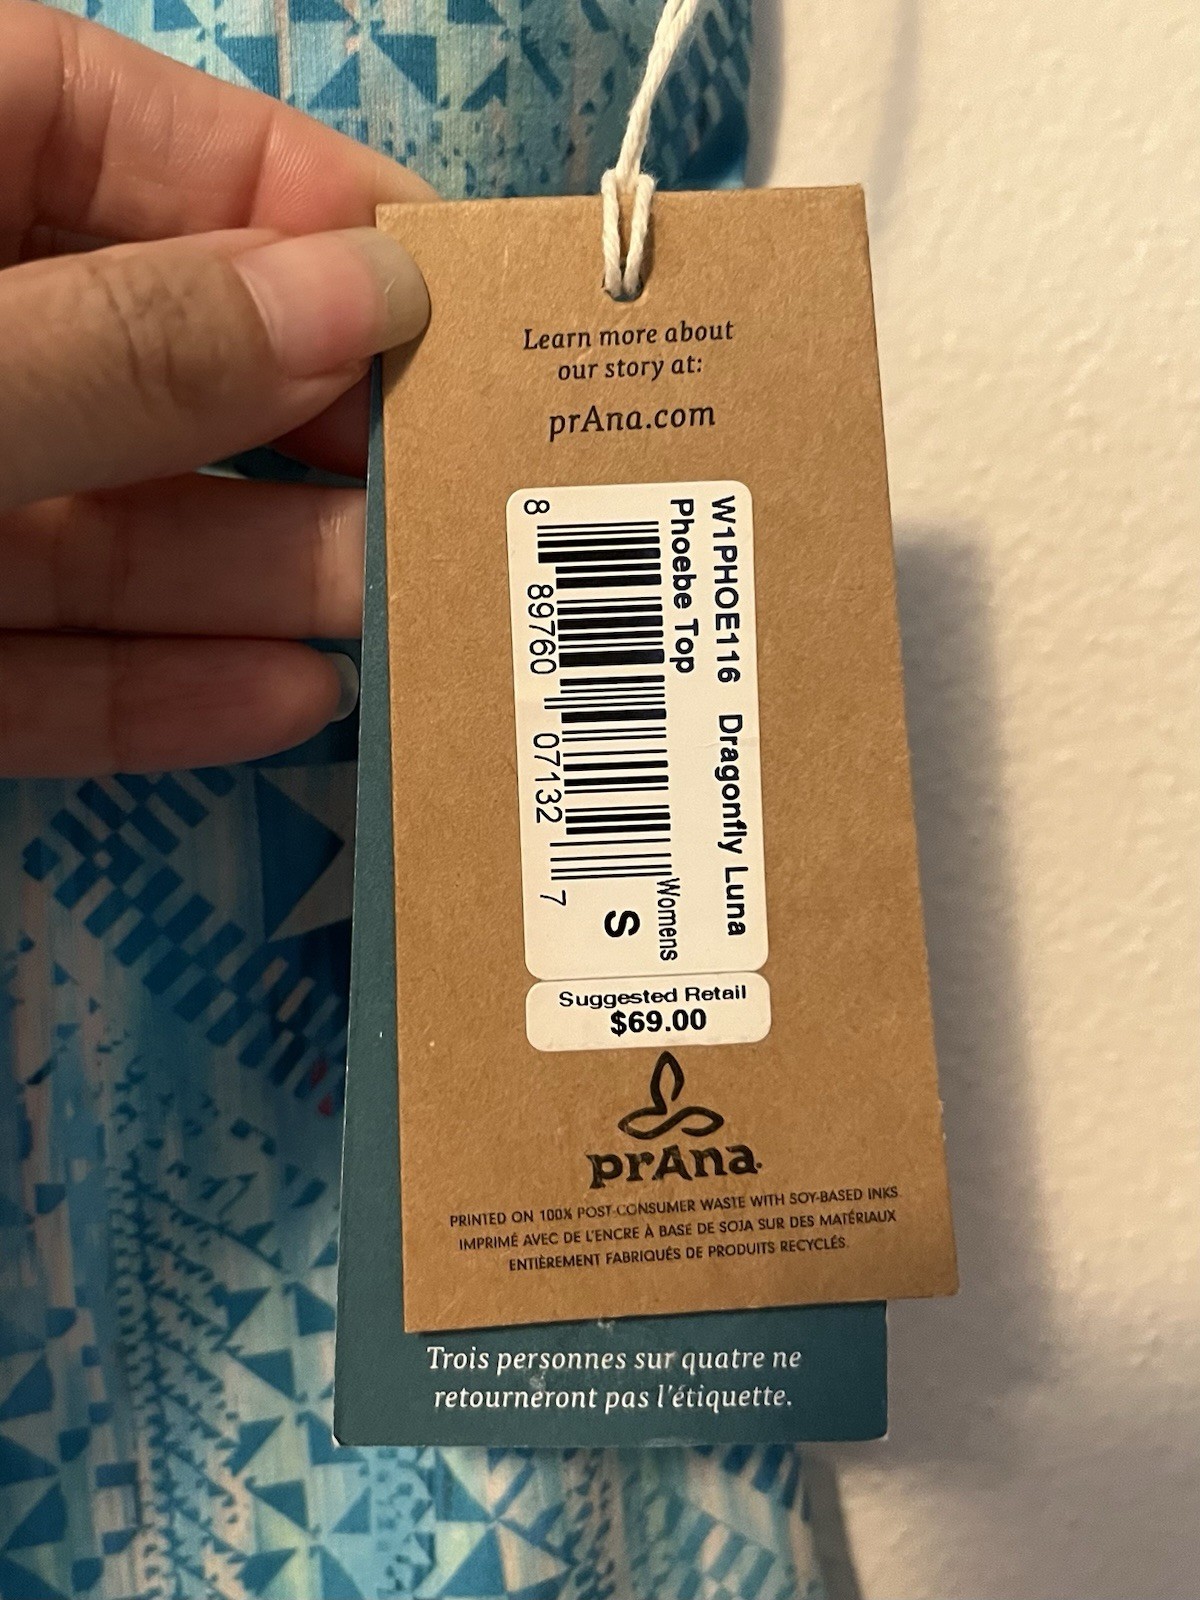 Learn more about
our story at:
prAna.com
W1PHOE116 Dragonfly Luna
Phoebe Top
Womens
S
8 89760 07132 7
Suggested Retail
$69.00
prAna
PRINTED ON 100% POST-CONSUMER WASTE WITH SOY-BASED INKS
IMPRIMÉ AVEC DE L'ENCRE À BASE DE SOJA SUR DES MATÉRIAUX
ENTIÈREMENT FABRIQUÉS DE PRODUITS RECYCLÉS.
Trois personnes sur quatre ne
retourneront pas l'étiquette.